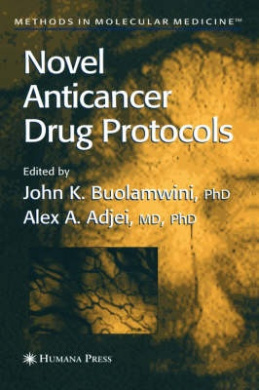 METHODS IN MOLECULAR MEDICINE™
Novel
Anticancer
Drug Protocols
Edited by
John K. Buolamwini, PhD
Alex A. Adjei, MD, PhD
HUMANA PRESS